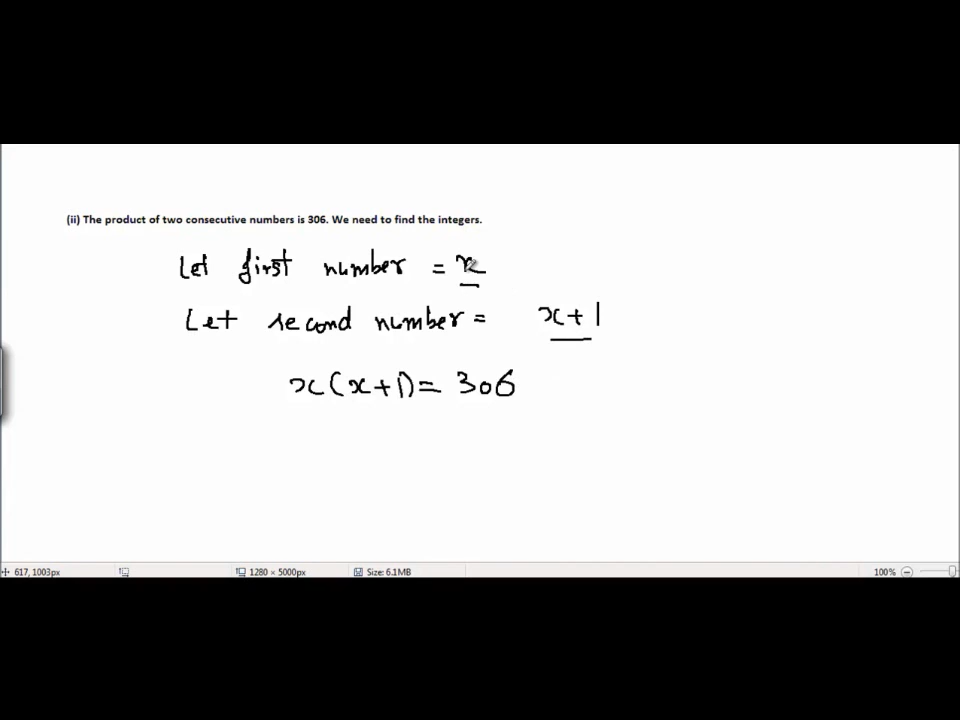 (ii) The product of two consecutive numbers is 306. We need to find the integers.
Let first number = x
Let second number = x+1
x(x+1)= 306
617, 1003px 1280 × 5000px Size: 6.1MB 100%